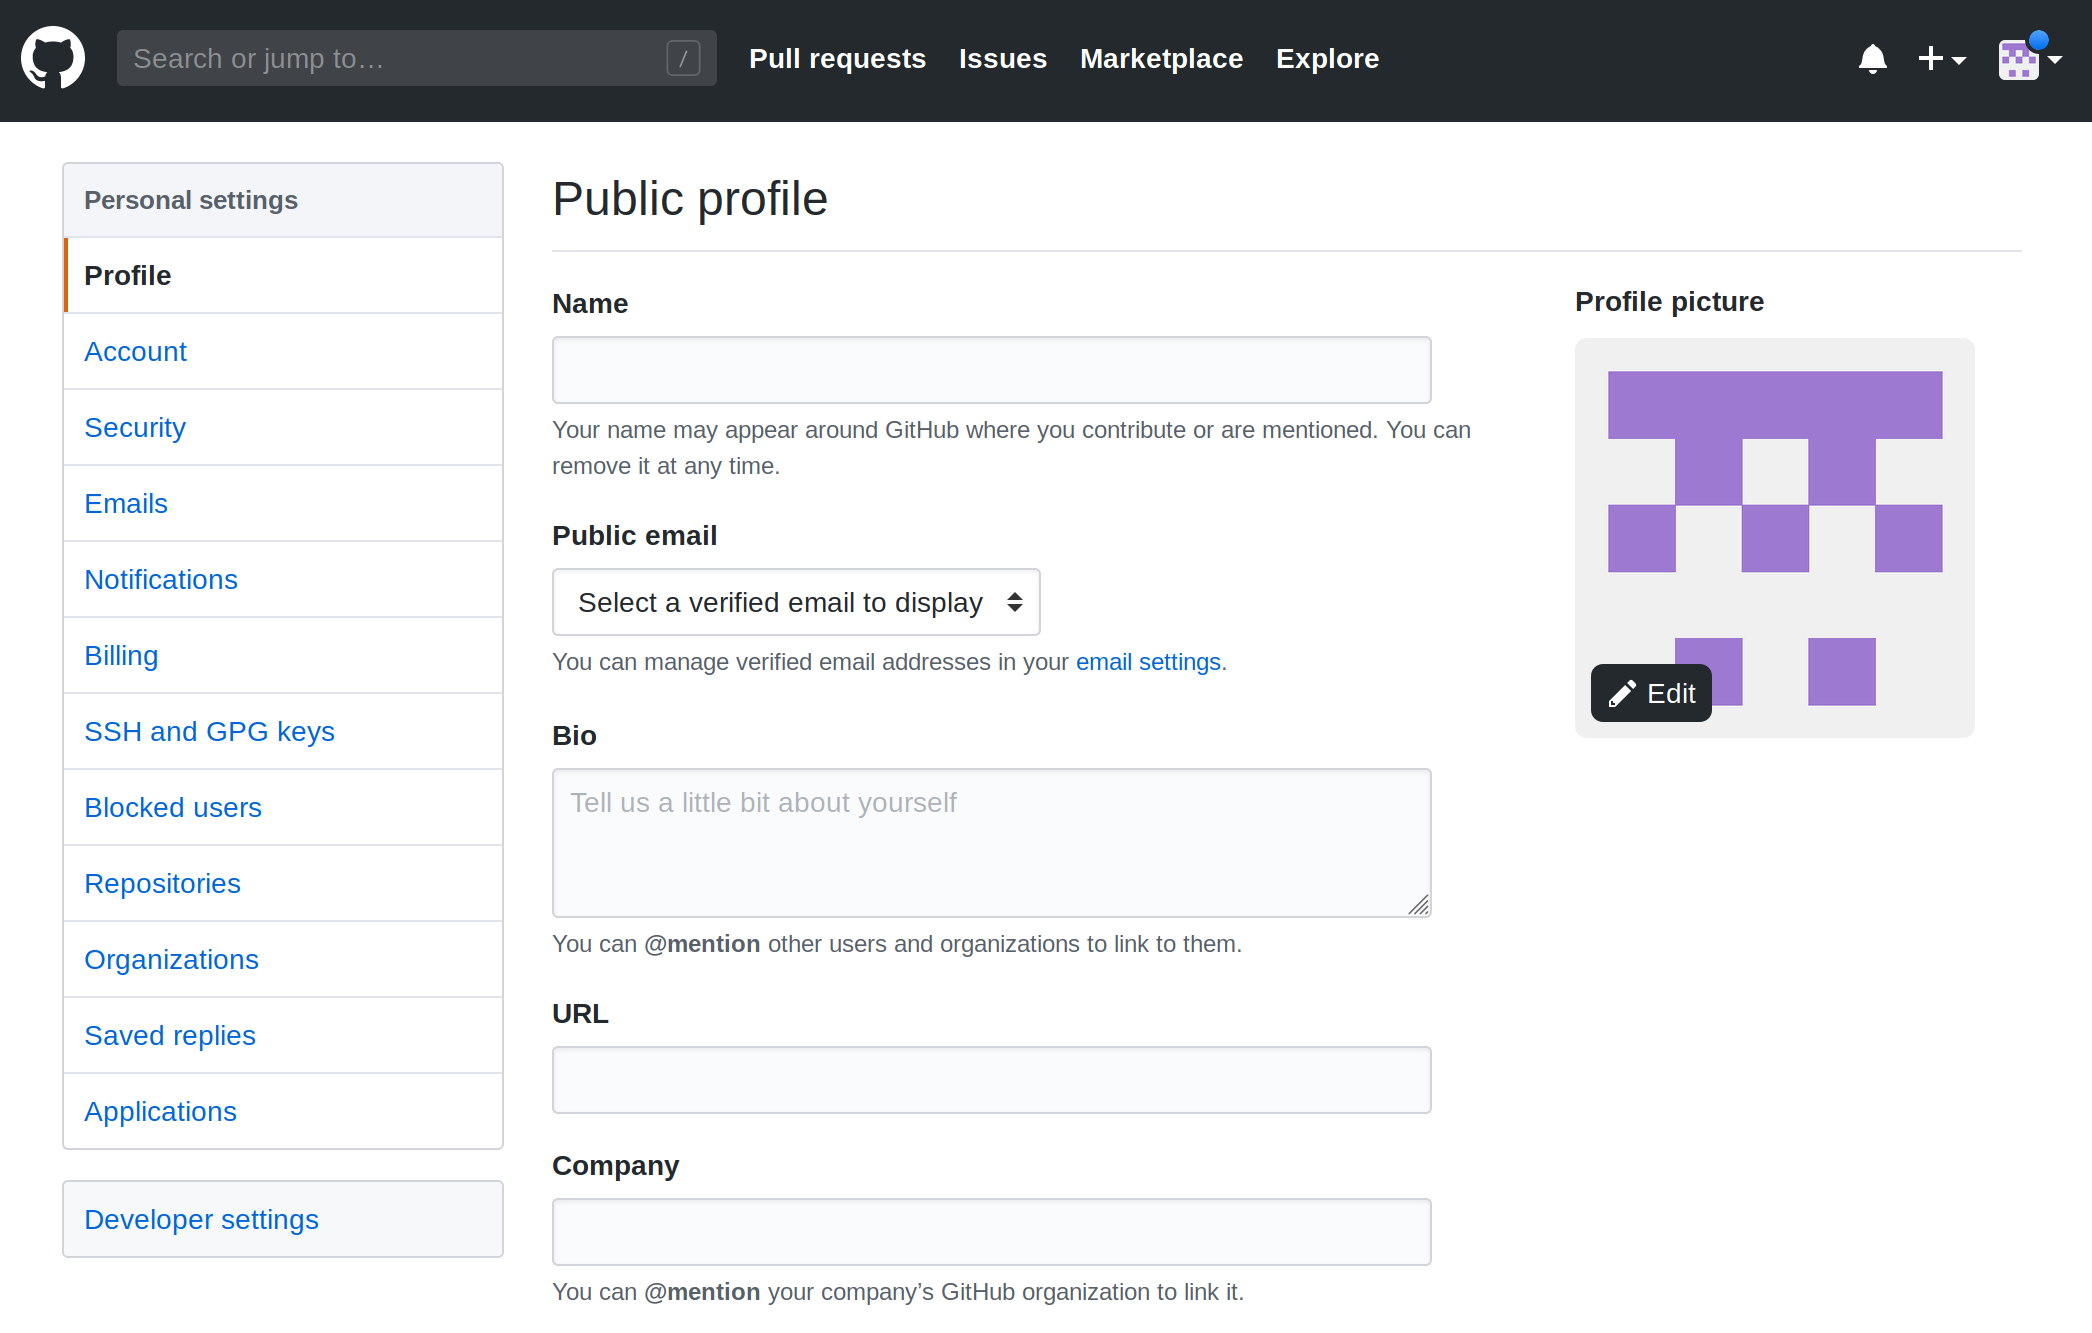 Search or jump to…
/
Pull requests
Issues
Marketplace
Explore
Personal settings
Profile
Account
Security
Emails
Notifications
Billing
SSH and GPG keys
Blocked users
Repositories
Organizations
Saved replies
Applications
Developer settings
Public profile
Name
Your name may appear around GitHub where you contribute or are mentioned. You can
remove it at any time.
Public email
Select a verified email to display
You can manage verified email addresses in your email settings.
Bio
Tell us a little bit about yourself
You can @mention other users and organizations to link to them.
URL
Company
You can @mention your company’s GitHub organization to link it.
Profile picture
Edit